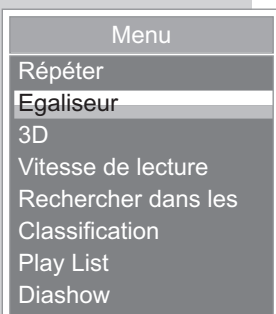 Menu
Répéter
Egaliseur
3D
Vitesse de lecture
Rechercher dans les
Classification
Play List
Diashow